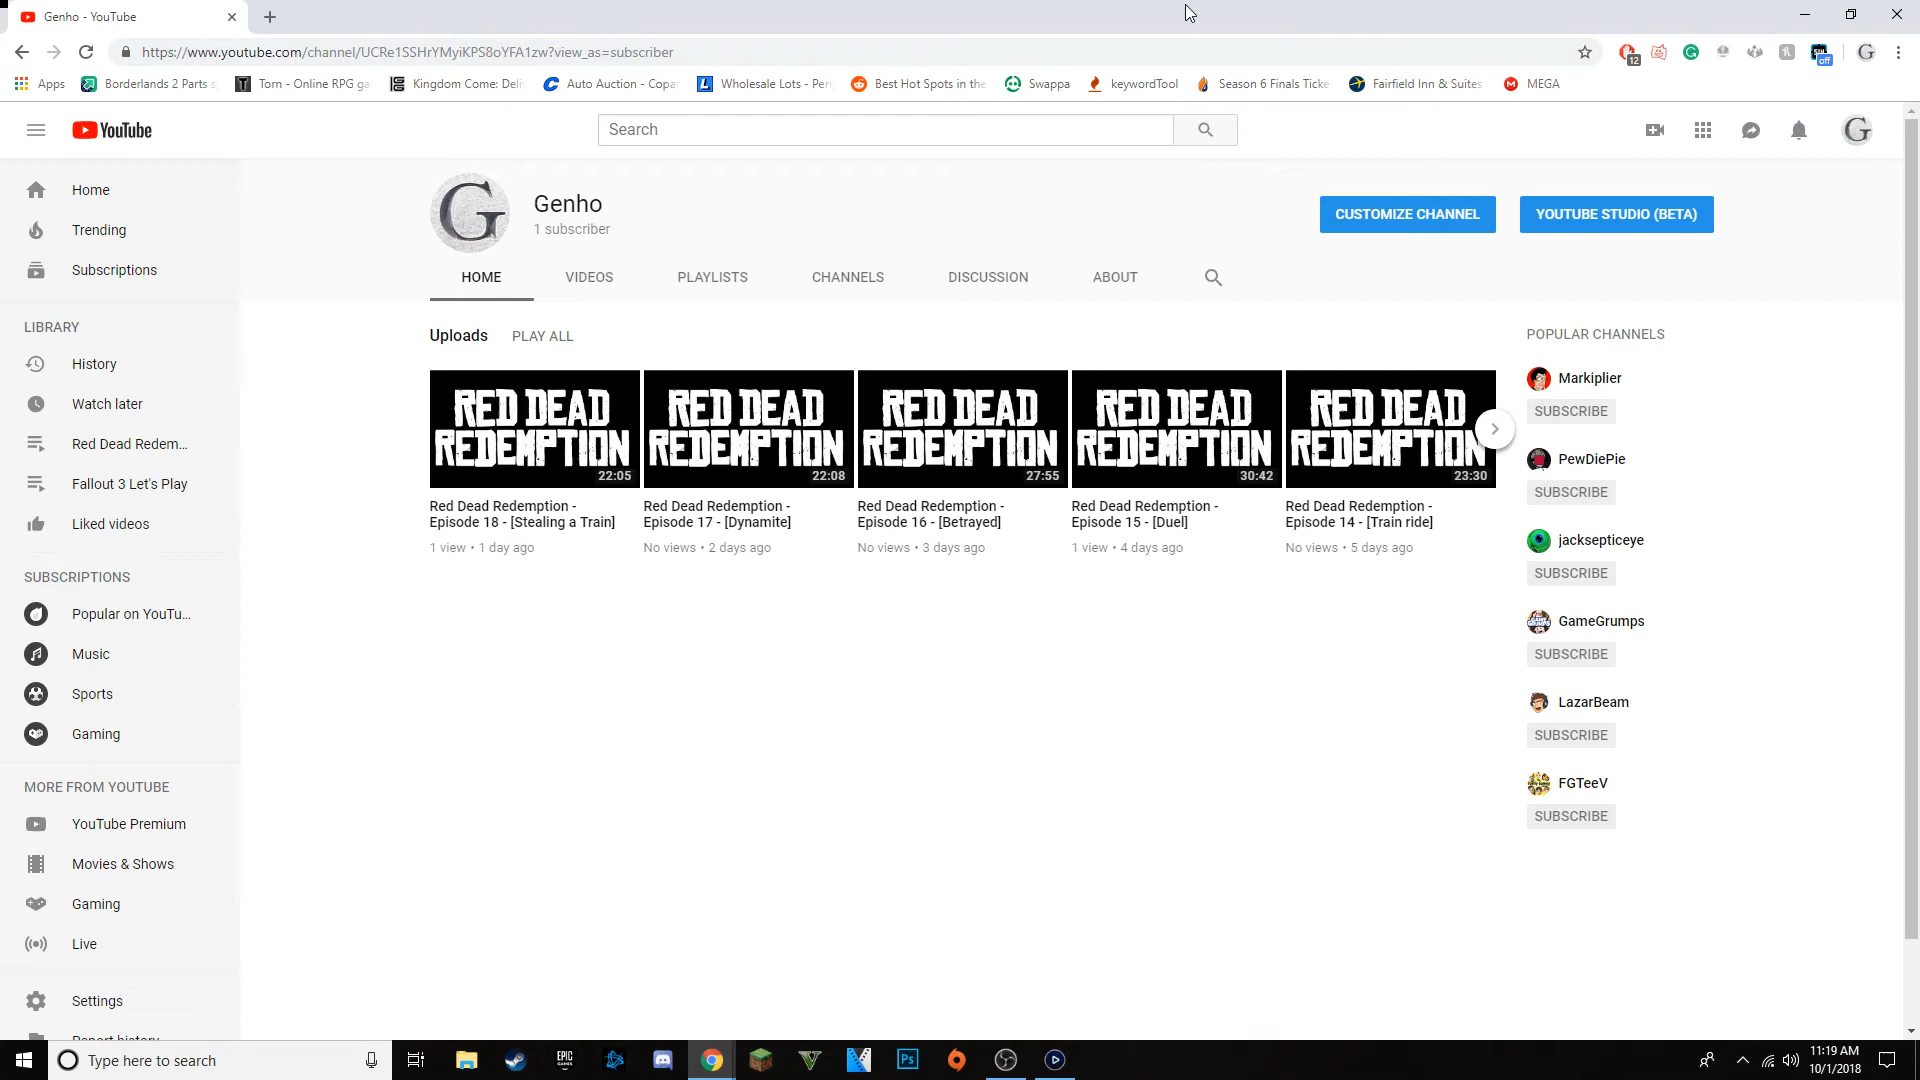 Genho - YouTube
https://www.youtube.com/channel/UCRe1SSHrYMyiKPS8oYFA1zw?view_as=subscriber
12
off
Apps
Borderlands 2 Parts s
Torn - Online RPG ga
Kingdom Come: Deli
Auto Auction - Copar
Wholesale Lots - Peri
Best Hot Spots in the
Swappa
keywordTool
Season 6 Finals Ticke
Fairfield Inn & Suites
MEGA
YouTube
Search
G
Home
Trending
Subscriptions
LIBRARY
History
Watch later
Red Dead Redem...
Fallout 3 Let's Play
Liked videos
SUBSCRIPTIONS
Popular on YouTu...
Music
Sports
Gaming
MORE FROM YOUTUBE
YouTube Premium
Movies & Shows
Gaming
Live
Settings
Report history
G
Genho
1 subscriber
CUSTOMIZE CHANNEL
YOUTUBE STUDIO (BETA)
HOME
VIDEOS
PLAYLISTS
CHANNELS
DISCUSSION
ABOUT
Uploads
PLAY ALL
RED DEAD
REDEMPTION
22:05
Red Dead Redemption -
Episode 18 - [Stealing a Train]
1 view • 1 day ago
RED DEAD
REDEMPTION
22:08
Red Dead Redemption -
Episode 17 - [Dynamite]
No views • 2 days ago
RED DEAD
REDEMPTION
27:55
Red Dead Redemption -
Episode 16 - [Betrayed]
No views • 3 days ago
RED DEAD
REDEMPTION
30:42
Red Dead Redemption -
Episode 15 - [Duel]
1 view • 4 days ago
RED DEAD
REDEMPTION
23:30
Red Dead Redemption -
Episode 14 - [Train ride]
No views • 5 days ago
POPULAR CHANNELS
Markiplier
SUBSCRIBE
PewDiePie
SUBSCRIBE
jacksepticeye
SUBSCRIBE
GameGrumps
SUBSCRIBE
LazarBeam
SUBSCRIBE
FGTeeV
SUBSCRIBE
Type here to search
EPIC
GAMES
Ps
11:19 AM
10/1/2018